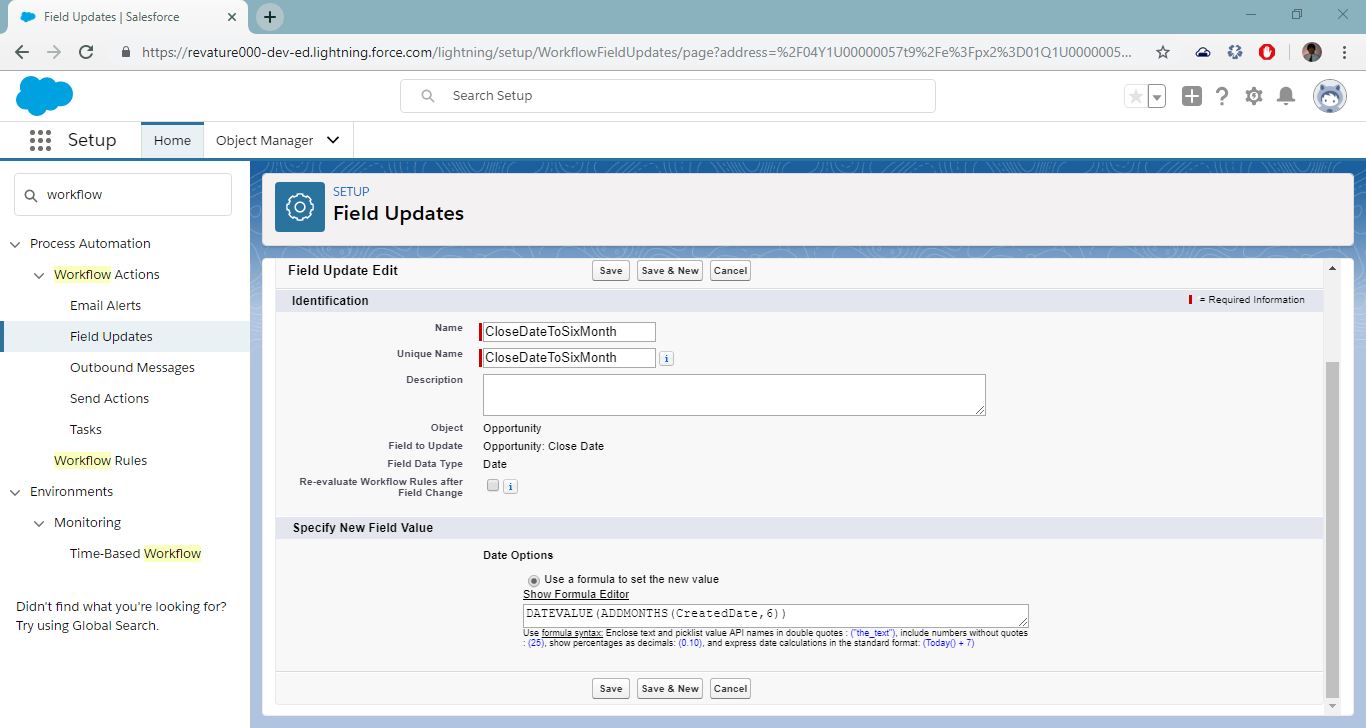 Field Updates | Salesforce
https://revature000-dev-ed.lightning.force.com/lightning/setup/WorkflowFieldUpdates/page?address=%2F04Y1U00000057t9%2Fe%3Fpx2%3D01Q1U0000005...
Search Setup
Setup
Home
Object Manager
workflow
Process Automation
Workflow Actions
Email Alerts
Field Updates
Outbound Messages
Send Actions
Tasks
Workflow Rules
Environments
Monitoring
Time-Based Workflow
Didn't find what you're looking for?
Try using Global Search.
SETUP
Field Updates
Field Update Edit
Save
Save & New
Cancel
Identification
= Required Information
Name
CloseDateToSixMonth
Unique Name
CloseDateToSixMonth
Description
Object
Opportunity
Field to Update
Opportunity: Close Date
Field Data Type
Date
Re-evaluate Workflow Rules after
Field Change
Specify New Field Value
Date Options
Use a formula to set the new value
Show Formula Editor
DATEVALUE(ADDMONTHS(CreatedDate,6))
Use formula syntax: Enclose text and picklist value API names in double quotes : ("the_text"), include numbers without quotes
: (25), show percentages as decimals: (0.10), and express date calculations in the standard format: (Today() + 7)
Save
Save & New
Cancel